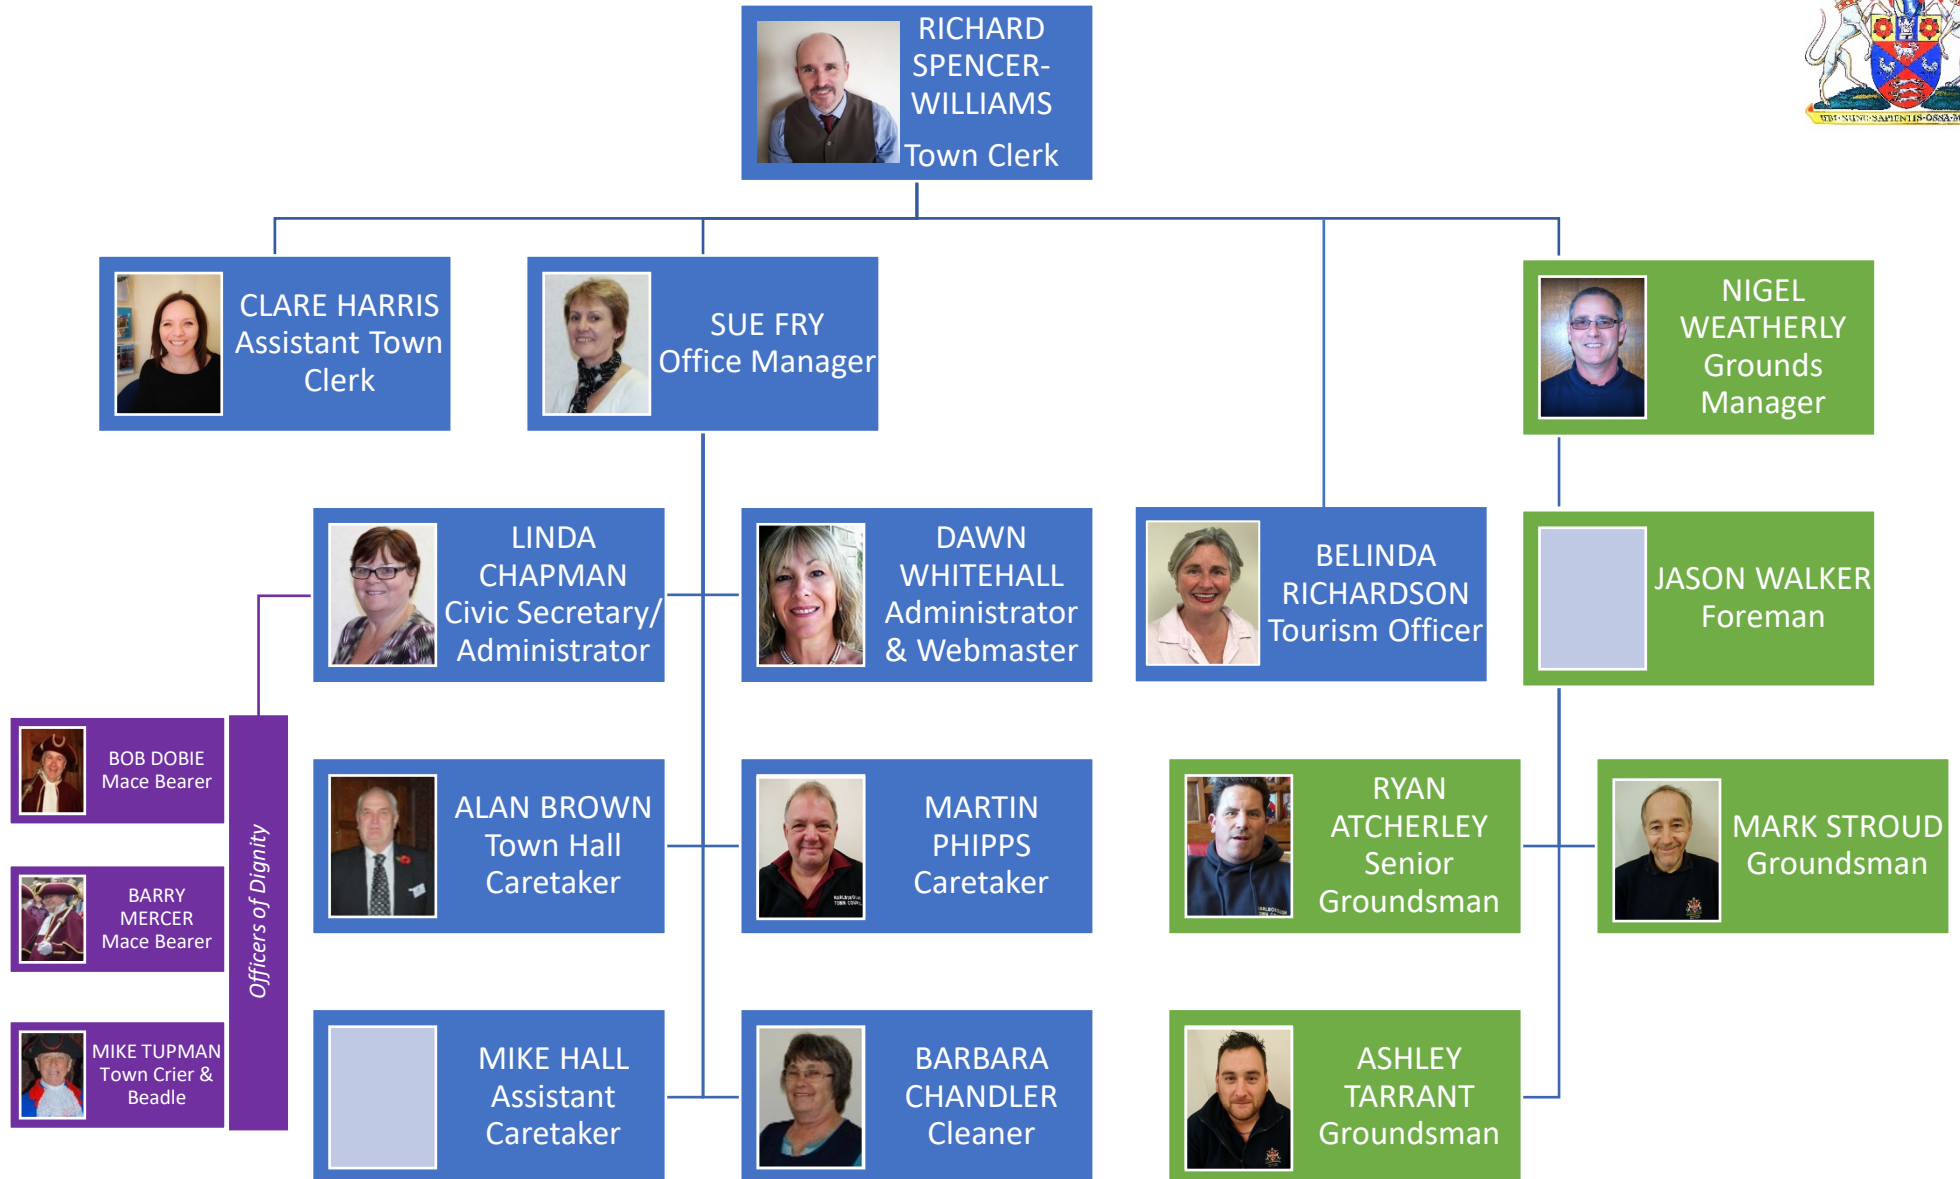 RICHARD
SPENCER-
WILLIAMS
Town Clerk
CLARE HARRIS
Assistant Town
Clerk
SUE FRY
Office Manager
NIGEL
WEATHERLY
Grounds
Manager
LINDA
CHAPMAN
Civic Secretary/
Administrator
DAWN
WHITEHALL
Administrator
& Webmaster
BELINDA
RICHARDSON
Tourism Officer
JASON WALKER
Foreman
Officers of Dignity
BOB DOBIE
Mace Bearer
BARRY
MERCER
Mace Bearer
MIKE TUPMAN
Town Crier &
Beadle
ALAN BROWN
Town Hall
Caretaker
MARTIN
PHIPPS
Caretaker
RYAN
ATCHERLEY
Senior
Groundsman
MARK STROUD
Groundsman
MIKE HALL
Assistant
Caretaker
BARBARA
CHANDLER
Cleaner
ASHLEY
TARRANT
Groundsman